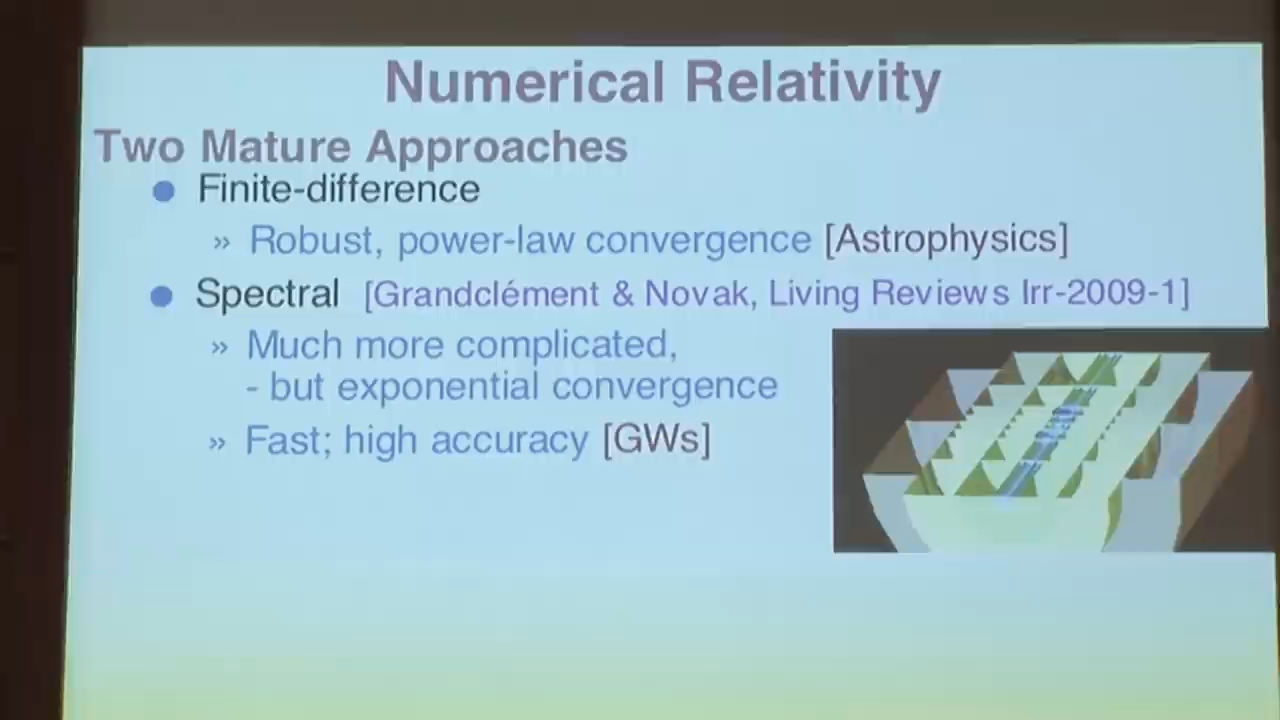 Numerical Relativity
Two Mature Approaches
● Finite-difference
» Robust, power-law convergence [Astrophysics]
● Spectral [Grandclément & Novak, Living Reviews lrr-2009-1]
» Much more complicated,
- but exponential convergence
» Fast; high accuracy [GWs]